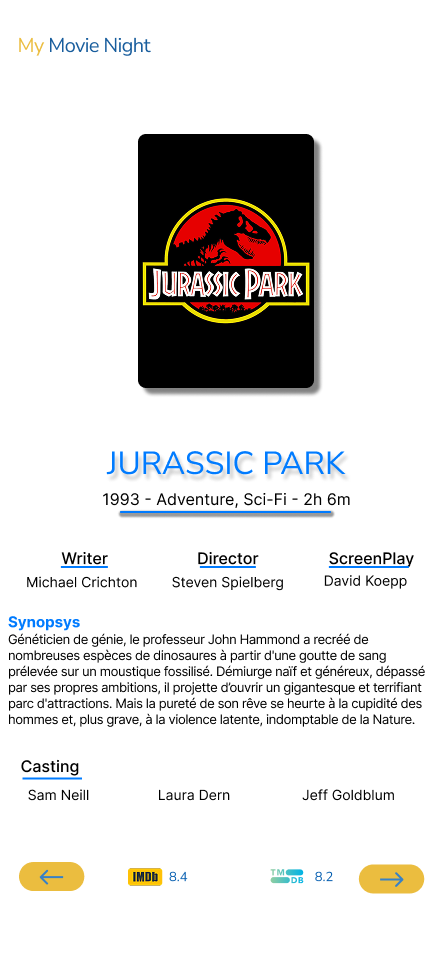 My Movie Night
JURASSIC PARK
JURASSIC PARK
1993 - Adventure, Sci-Fi - 2h 6m
Writer Director ScreenPlay
Michael Crichton Steven Spielberg David Koepp
Synopsys
Généticien de génie, le professeur John Hammond a recréé de
nombreuses espèces de dinosaures à partir d'une goutte de sang
prélevée sur un moustique fossilisé. Démiurge naïf et généreux, dépassé
par ses propres ambitions, il projette d’ouvrir un gigantesque et terrifiant
parc d'attractions. Mais la pureté de son rêve se heurte à la cupidité des
hommes et, plus grave, à la violence latente, indomptable de la Nature.
Casting
Sam Neill Laura Dern Jeff Goldblum
IMDb 8.4 TM DB 8.2